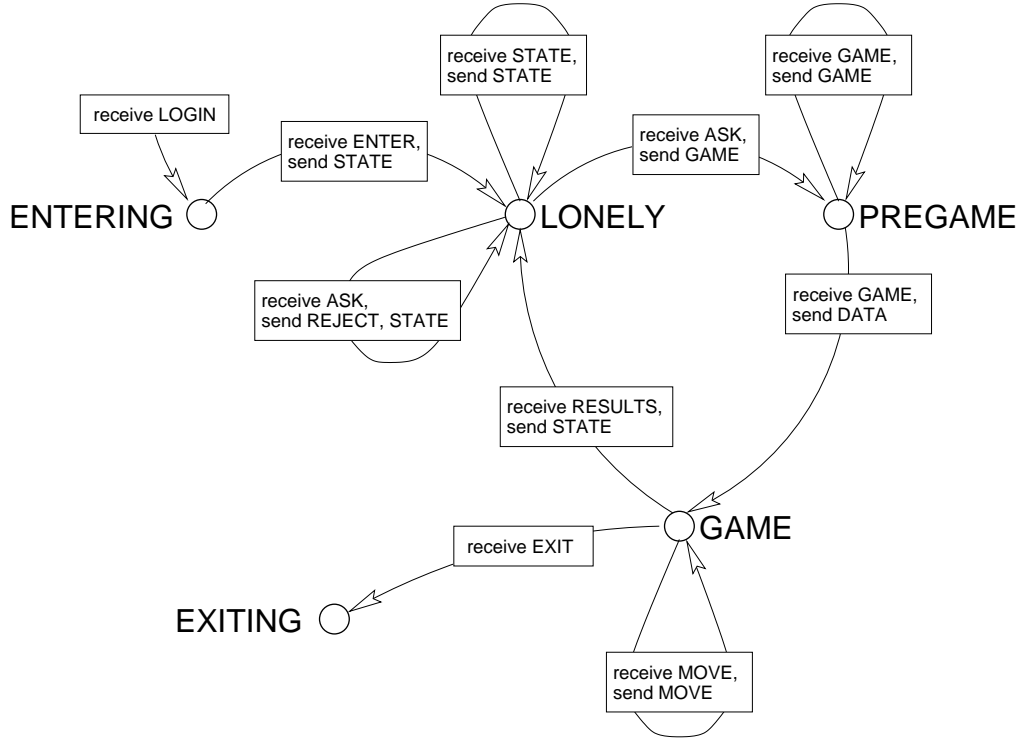 receive STATE,
send STATE
receive GAME,
send GAME
receive LOGIN
receive ENTER,
send STATE
receive ASK,
send GAME
ENTERING
LONELY
PREGAME
receive ASK,
send REJECT, STATE
receive GAME,
send DATA
receive RESULTS,
send STATE
GAME
receive EXIT
EXITING
receive MOVE,
send MOVE